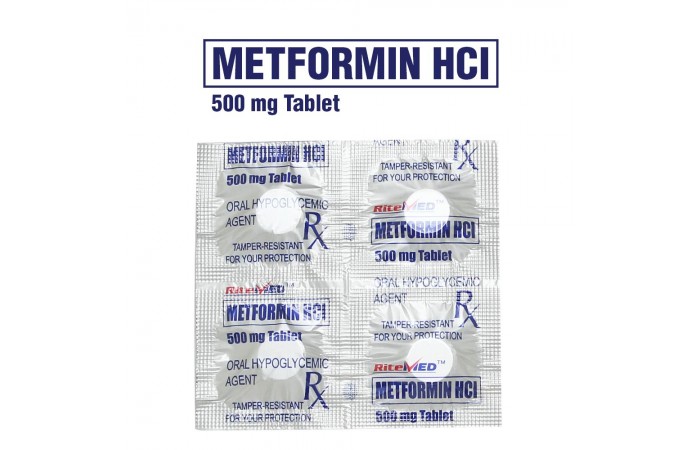 METFORMIN HCl
500 mg Tablet
METFORMIN HCl
500 mg Tablet
ORAL HYPOGLYCEMIC
AGENT
Rx
TAMPER-RESISTANT
FOR YOUR PROTECTION
RiteMED™
METFORMIN HCl
500 mg Tablet
ORAL HYPOGLYCEMIC
AGENT
Rx
TAMPER-RESISTANT
FOR YOUR PROTECTION
ORAL HYPOGLYCEMIC
AGENT
Rx
TAMPER-RESISTANT
FOR YOUR PROTECTION
RiteMED™
METFORMIN HCl
500 mg Tablet
ORAL HYPOGLYCEMIC
AGENT
Rx
TAMPER-RESISTANT
FOR YOUR PROTECTION
RiteMED™
METFORMIN HCl
500 mg Tablet